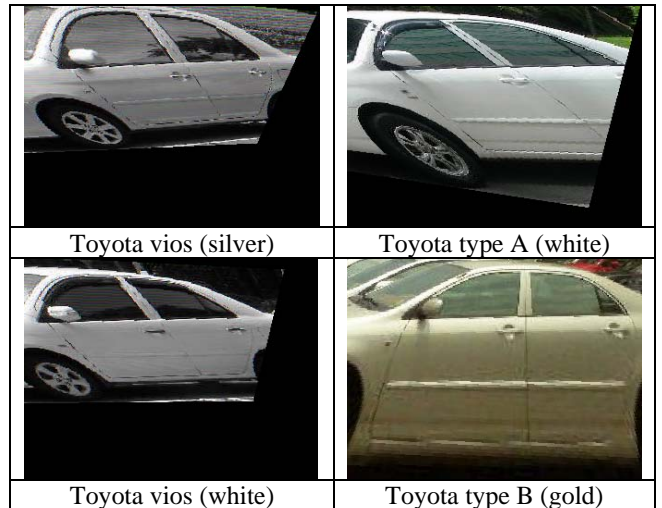 Toyota vios (silver)
Toyota type A (white)
Toyota vios (white)
Toyota type B (gold)